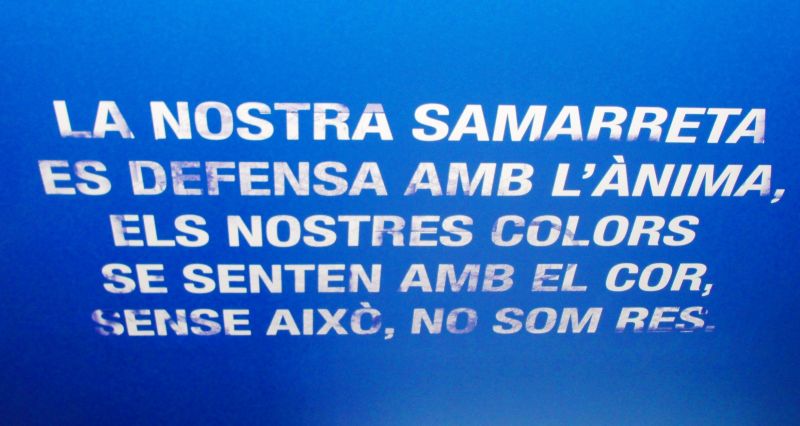 LA NOSTRA SAMARRETA
ES DEFENSA AMB L'ÀNIMA,
ELS NOSTRES COLORS
SE SENTEN AMB EL COR,
SENSE AIXÒ, NO SOM RES.